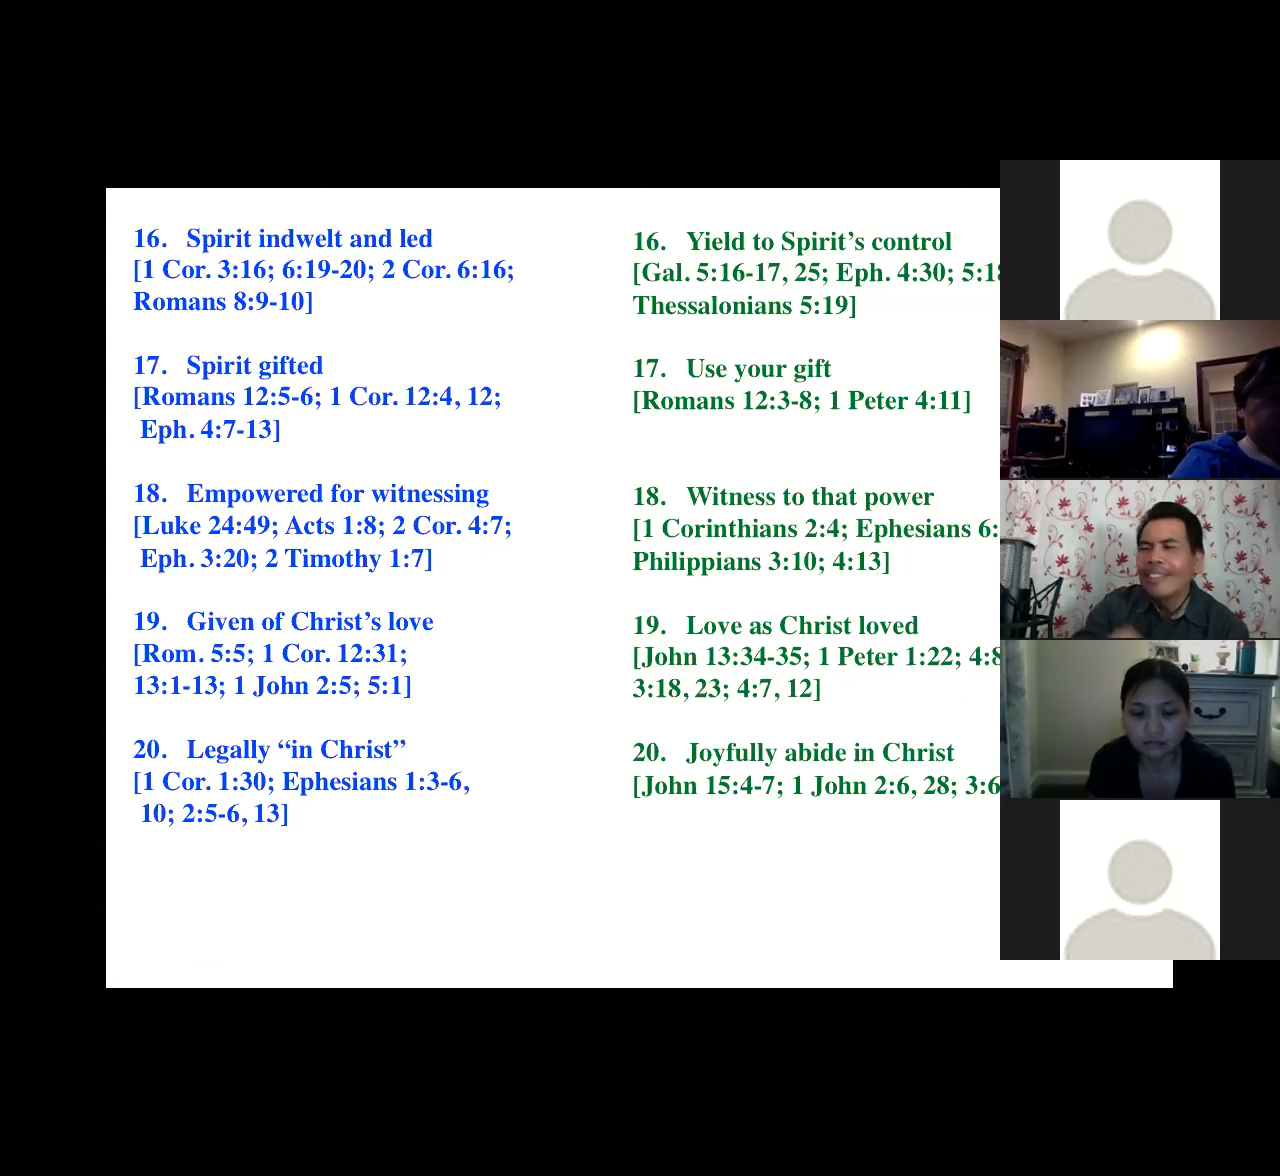 16. Spirit indwelt and led
[1 Cor. 3:16; 6:19-20; 2 Cor. 6:16;
Romans 8:9-10]
17. Spirit gifted
[Romans 12:5-6; 1 Cor. 12:4, 12;
Eph. 4:7-13]
18. Empowered for witnessing
[Luke 24:49; Acts 1:8; 2 Cor. 4:7;
Eph. 3:20; 2 Timothy 1:7]
19. Given of Christ’s love
[Rom. 5:5; 1 Cor. 12:31;
13:1-13; 1 John 2:5; 5:1]
20. Legally “in Christ”
[1 Cor. 1:30; Ephesians 1:3-6,
10; 2:5-6, 13]
16. Yield to Spirit’s control
[Gal. 5:16-17, 25; Eph. 4:30;
Thessalonians 5:19]
17. Use your gift
[Romans 12:3-8; 1 Peter 4:11]
18. Witness to that power
[1 Corinthians 2:4; Ephesians 6:
Philippians 3:10; 4:13]
19. Love as Christ loved
[John 13:34-35; 1 Peter 1:22;
3:18, 23; 4:7, 12]
20. Joyfully abide in Christ
[John 15:4-7; 1 John 2:6, 28; 3:6